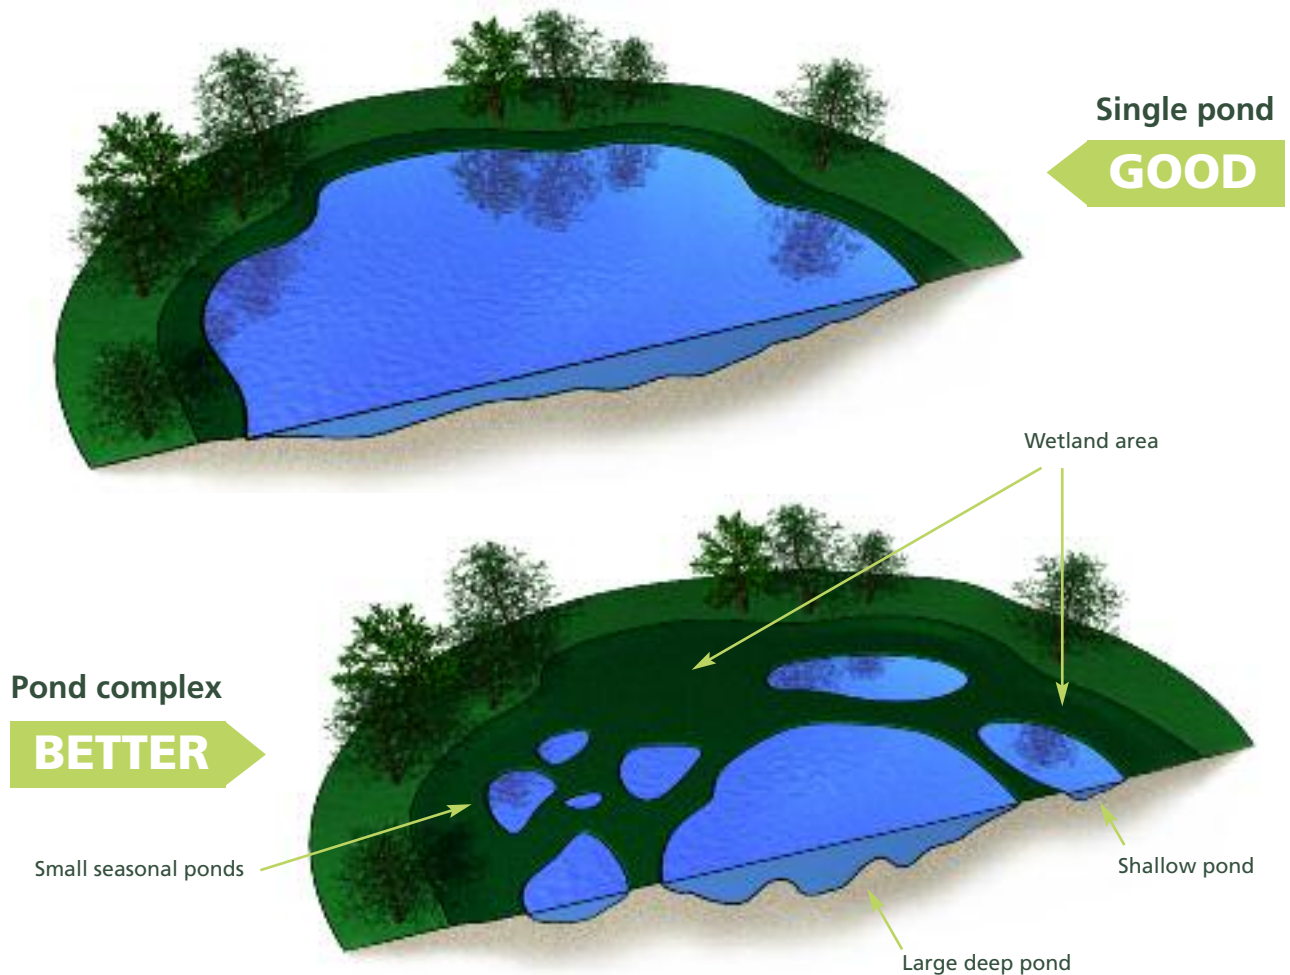 Single pond
GOOD
Wetland area
Pond complex
BETTER
Small seasonal ponds
Shallow pond
Large deep pond